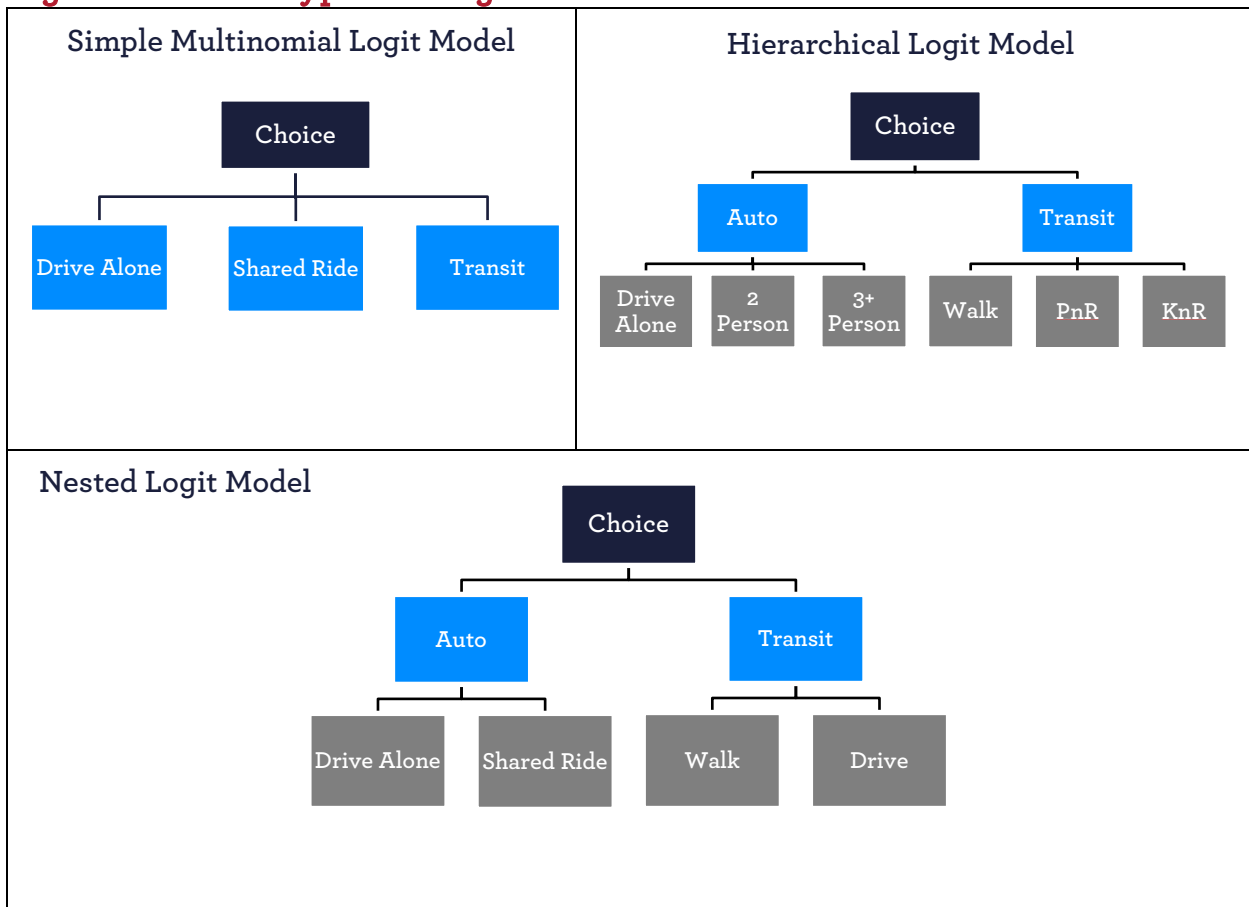 Simple Multinomial Logit Model
Choice
Drive Alone
Shared Ride
Transit
Hierarchical Logit Model
Choice
Auto
Transit
Drive
Alone
2
Person
3+
Person
Walk
PnR
KnR
Nested Logit Model
Choice
Auto
Transit
Drive Alone
Shared Ride
Walk
Drive